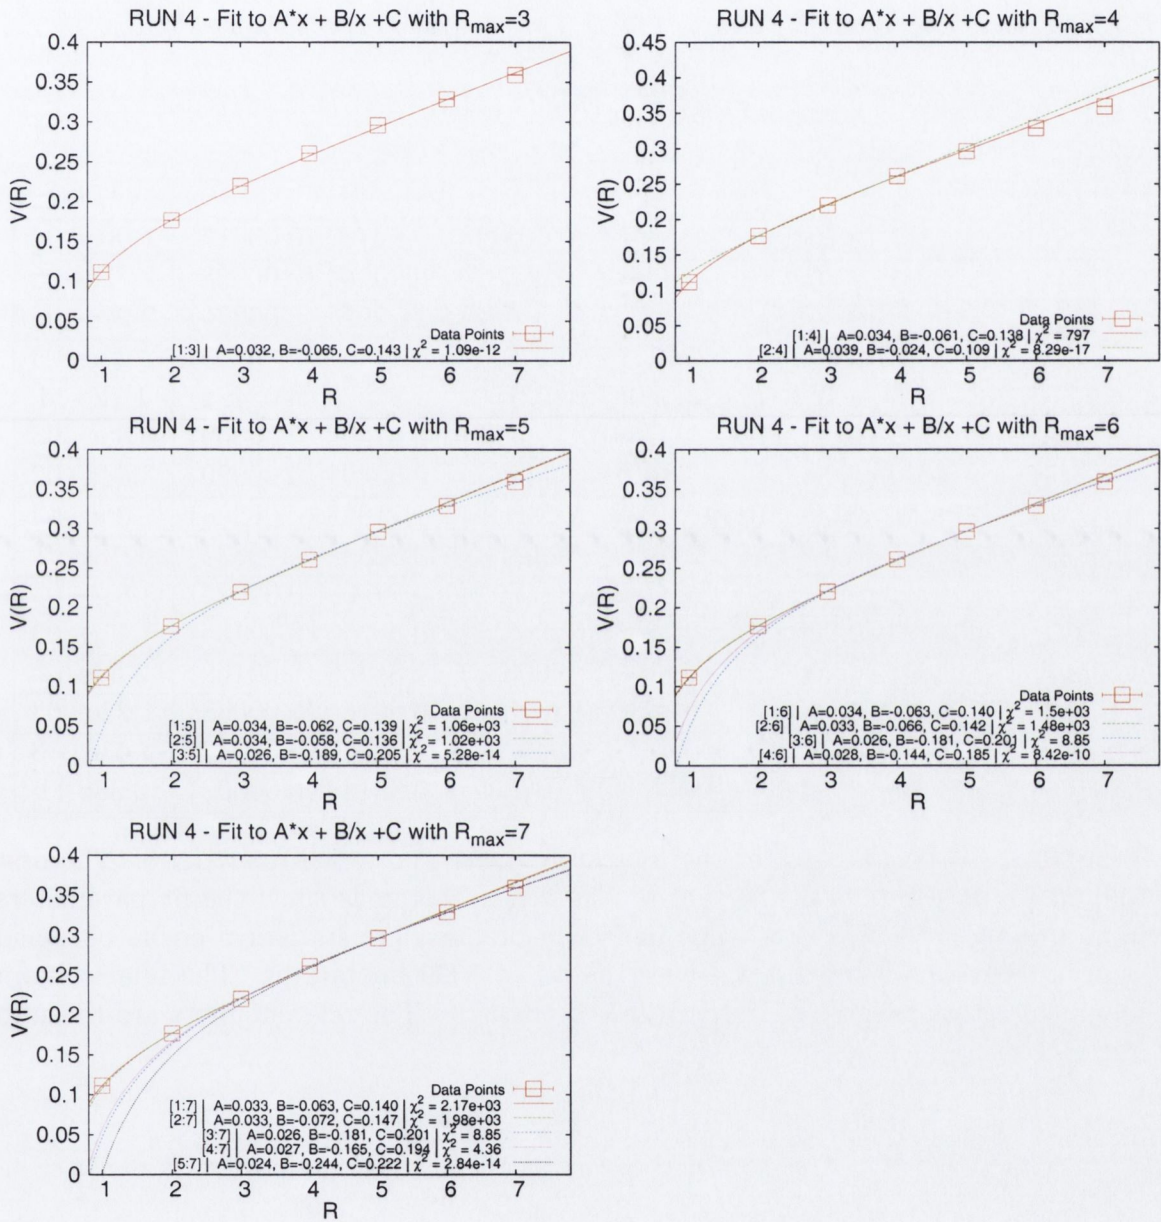 RUN 4 - Fit to A*x + B/x +C with Rmax=3
0.4
0.35
0.3
0.25
0.2
0.15
0.1
0.05
0
V(R)
Data Points
[1:3] | A=0.032, B=-0.065, C=0.143 | χ2 = 1.09e-12
1 2 3 4 5 6 7
R
RUN 4 - Fit to A*x + B/x +C with Rmax=4
0.45
0.4
0.35
0.3
0.25
0.2
0.15
0.1
0.05
0
V(R)
Data Points
[1:4] | A=0.034, B=-0.061, C=0.138 | χ2 = 797
[2:4] | A=0.039, B=-0.024, C=0.109 | χ2 = 8.29e-17
1 2 3 4 5 6 7
R
RUN 4 - Fit to A*x + B/x +C with Rmax=5
0.4
0.35
0.3
0.25
0.2
0.15
0.1
0.05
0
V(R)
Data Points
[1:5] | A=0.034, B=-0.062, C=0.139 | χ2 = 1.06e+03
[2:5] | A=0.034, B=-0.058, C=0.136 | χ2 = 1.02e+03
[3:5] | A=0.026, B=-0.189, C=0.205 | χ2 = 5.28e-14
1 2 3 4 5 6 7
R
RUN 4 - Fit to A*x + B/x +C with Rmax=6
0.4
0.35
0.3
0.25
0.2
0.15
0.1
0.05
0
V(R)
Data Points
[1:6] | A=0.034, B=-0.063, C=0.140 | χ2 = 1.5e+03
[2:6] | A=0.033, B=-0.066, C=0.142 | χ2 = 1.48e+03
[3:6] | A=0.026, B=-0.181, C=0.201 | χ2 = 8.85
[4:6] | A=0.028, B=-0.144, C=0.185 | χ2 = 8.42e-10
1 2 3 4 5 6 7
R
RUN 4 - Fit to A*x + B/x +C with Rmax=7
0.4
0.35
0.3
0.25
0.2
0.15
0.1
0.05
0
V(R)
Data Points
[1:7] | A=0.033, B=-0.063, C=0.140 | χ2 = 2.17e+03
[2:7] | A=0.033, B=-0.072, C=0.147 | χ2 = 1.98e+03
[3:7] | A=0.026, B=-0.181, C=0.201 | χ2 = 8.85
[4:7] | A=0.027, B=-0.165, C=0.194 | χ2 = 4.36
[5:7] | A=0.024, B=-0.244, C=0.222 | χ2 = 2.84e-14
1 2 3 4 5 6 7
R